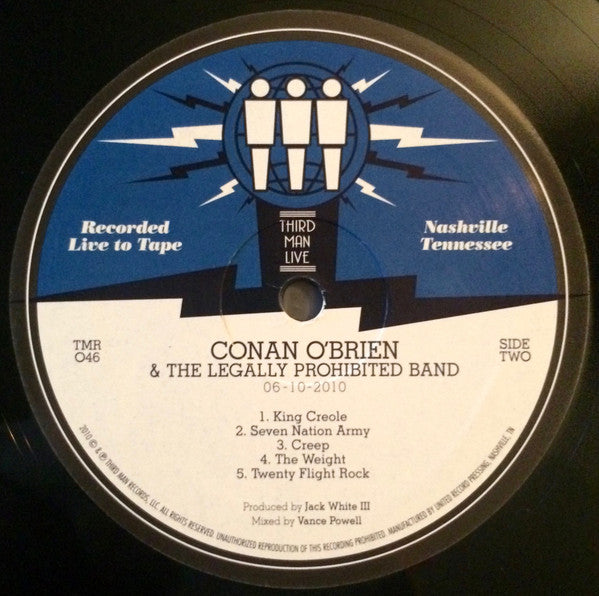 Recorded
Live to Tape
THIRD
MAN
LIVE
Nashville
Tennessee
TMR
046
SIDE
TWO
CONAN O'BRIEN
& THE LEGALLY PROHIBITED BAND
06-10-2010
1. King Creole
2. Seven Nation Army
3. Creep
4. The Weight
5. Twenty Flight Rock
Produced by Jack White III
Mixed by Vance Powell
2010 © & ℗ THIRD MAN RECORDS, LLC. ALL RIGHTS RESERVED. UNAUTHORIZED REPRODUCTION OF THIS RECORDING PROHIBITED. MANUFACTURED BY UNITED RECORD PRESSING, NASHVILLE, TN